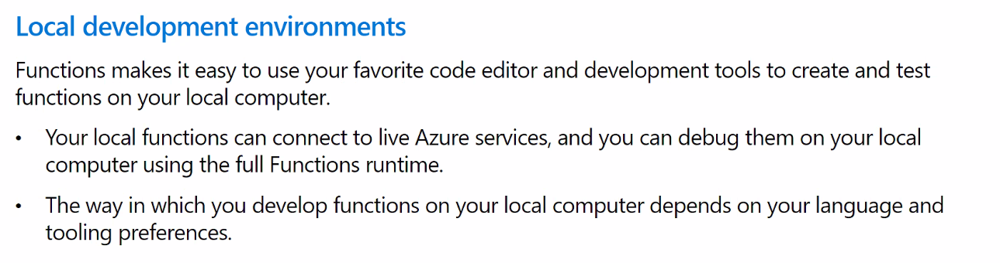 Local development environments
Functions makes it easy to use your favorite code editor and development tools to create and test
functions on your local computer.
• Your local functions can connect to live Azure services, and you can debug them on your local
computer using the full Functions runtime.
• The way in which you develop functions on your local computer depends on your language and
tooling preferences.